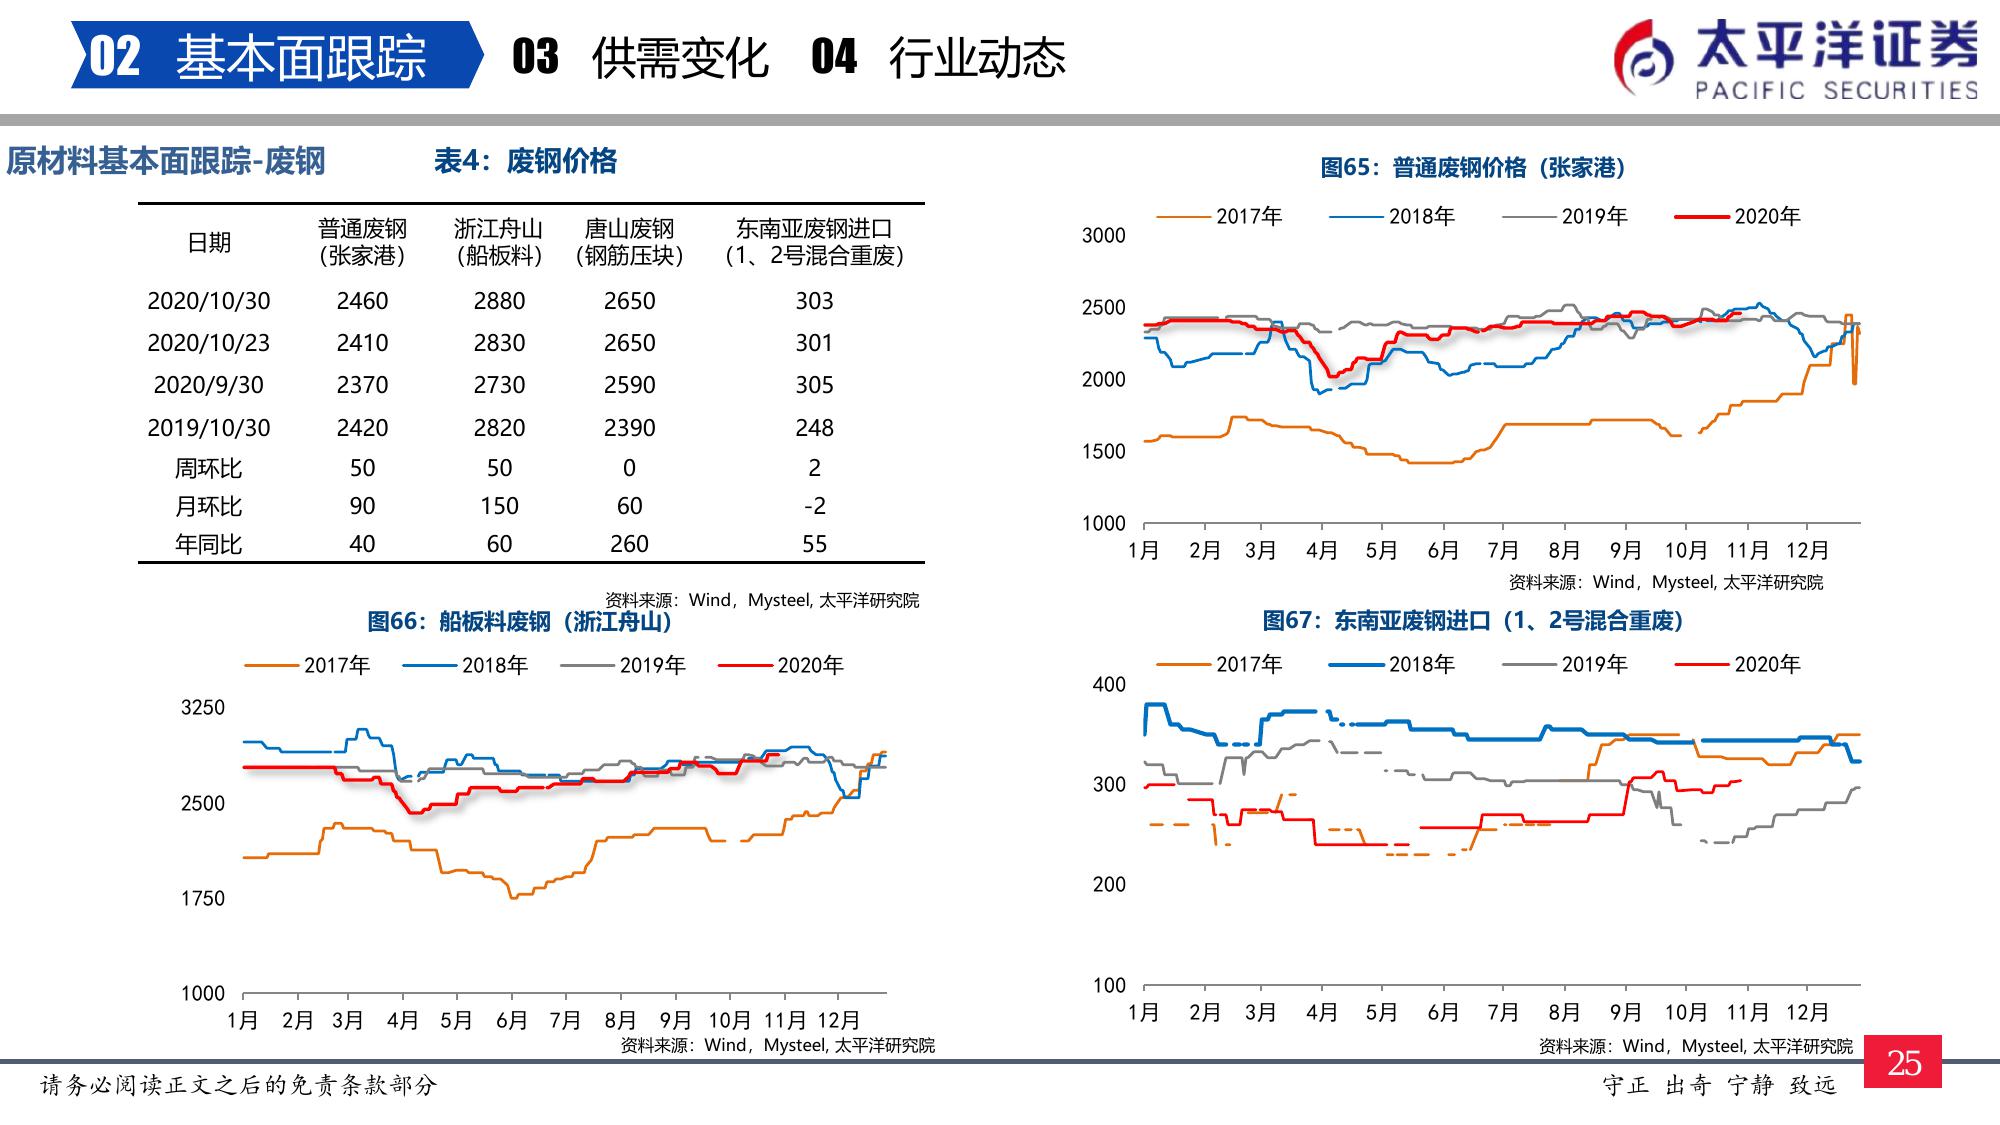 02 基本面跟踪 03 供需变化 04 行业动态
太平洋证券
PACIFIC SECURITIES
原材料基本面跟踪-废钢
表4：废钢价格
日期 普通废钢（张家港） 浙江舟山（船板料） 唐山废钢（钢筋压块） 东南亚废钢进口（1、2号混合重废）
2020/10/30 2460 2880 2650 303
2020/10/23 2410 2830 2650 301
2020/9/30 2370 2730 2590 305
2019/10/30 2420 2820 2390 248
周环比 50 50 0 2
月环比 90 150 60 -2
年同比 40 60 260 55
资料来源：Wind，Mysteel, 太平洋研究院
图65：普通废钢价格（张家港）
2017年 2018年 2019年 2020年
3000
2500
2000
1500
1000
1月 2月 3月 4月 5月 6月 7月 8月 9月 10月 11月 12月
资料来源：Wind，Mysteel, 太平洋研究院
图66：船板料废钢（浙江舟山）
2017年 2018年 2019年 2020年
3250
2500
1750
1000
1月 2月 3月 4月 5月 6月 7月 8月 9月 10月 11月 12月
资料来源：Wind，Mysteel, 太平洋研究院
图67：东南亚废钢进口（1、2号混合重废）
2017年 2018年 2019年 2020年
400
300
200
100
1月 2月 3月 4月 5月 6月 7月 8月 9月 10月 11月 12月
资料来源：Wind，Mysteel, 太平洋研究院
请务必阅读正文之后的免责条款部分
守正 出奇 宁静 致远
25